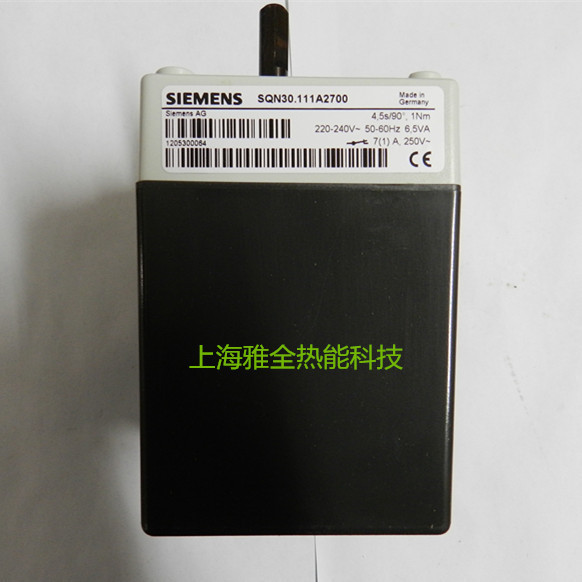 SIEMENS SQN30.111A2700 Made in
Germany
Siemens AG 4,5s/90°, 1Nm
220-240V~ 50-60Hz 6,5VA
1205300064 7(1) A, 250V~
CE
上海雅全热能科技